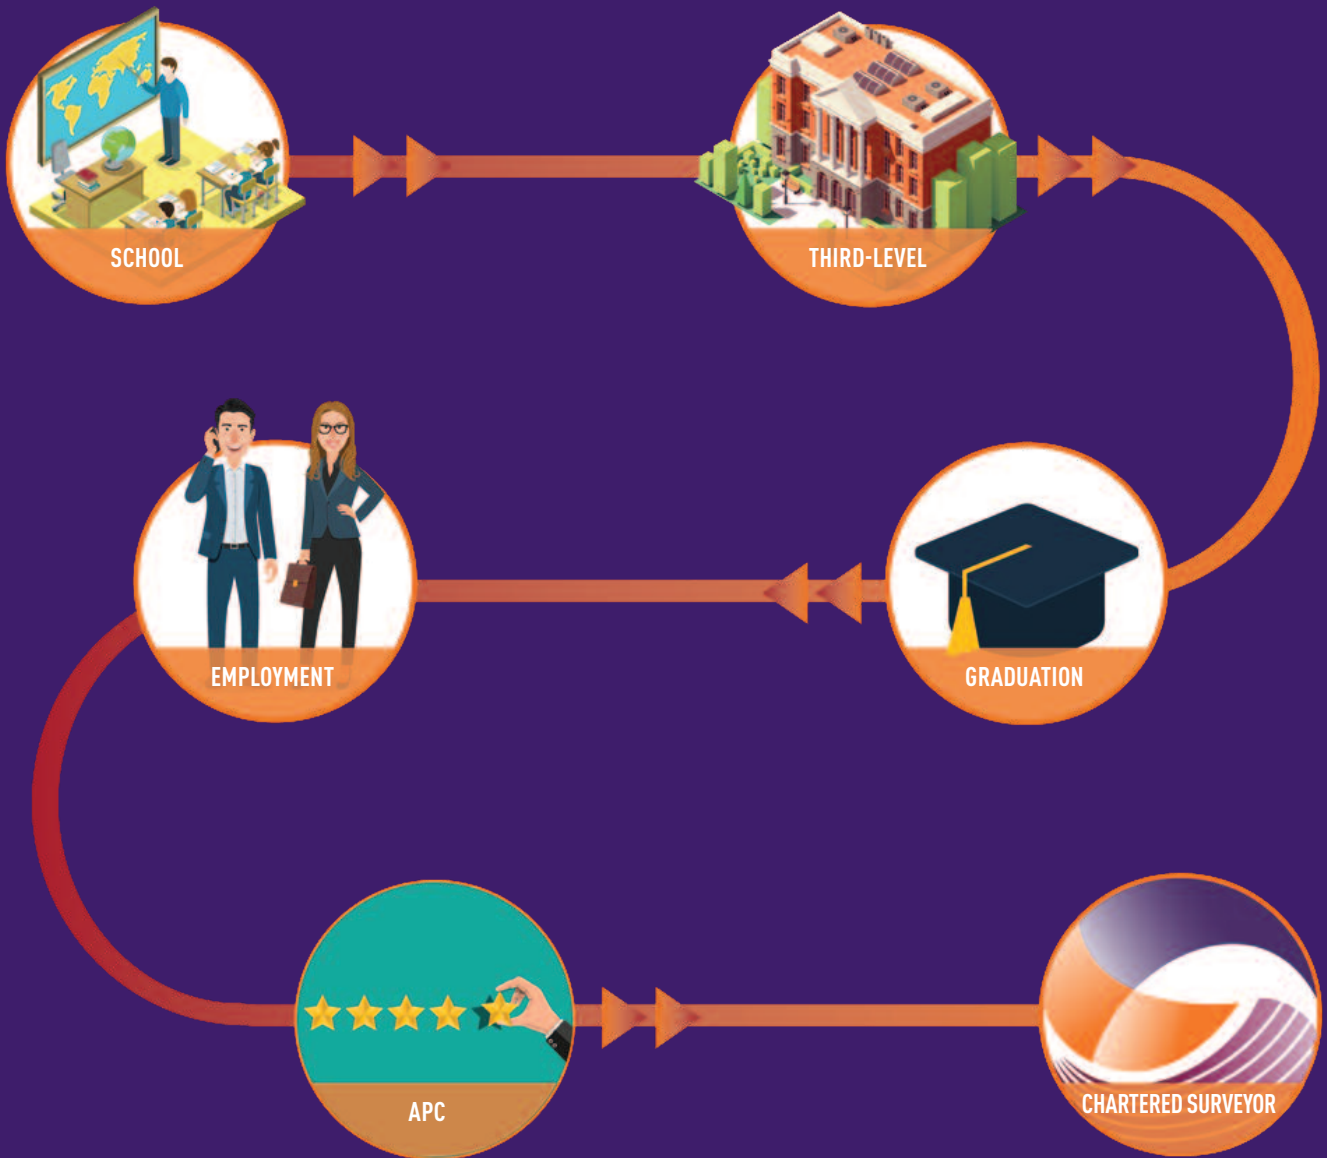 SCHOOL
THIRD-LEVEL
GRADUATION
EMPLOYMENT
APC
CHARTERED SURVEYOR